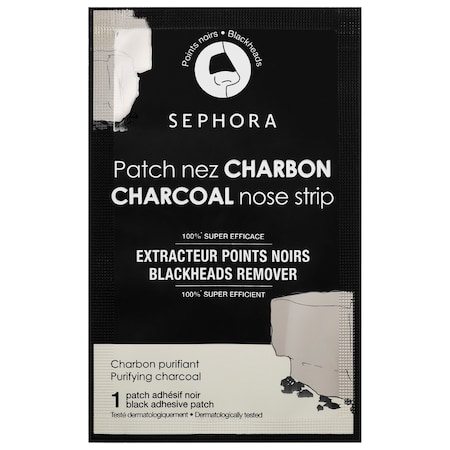 Points noirs • Blackheads
SEPHORA
Patch nez CHARBON
CHARCOAL nose strip
100%* SUPER EFFICACE
EXTRACTEUR POINTS NOIRS
BLACKHEADS REMOVER
100%* SUPER EFFICIENT
Charbon purifiant
Purifying charcoal
1 patch adhésif noir
black adhesive patch
Testé dermatologiquement • Dermatologically tested